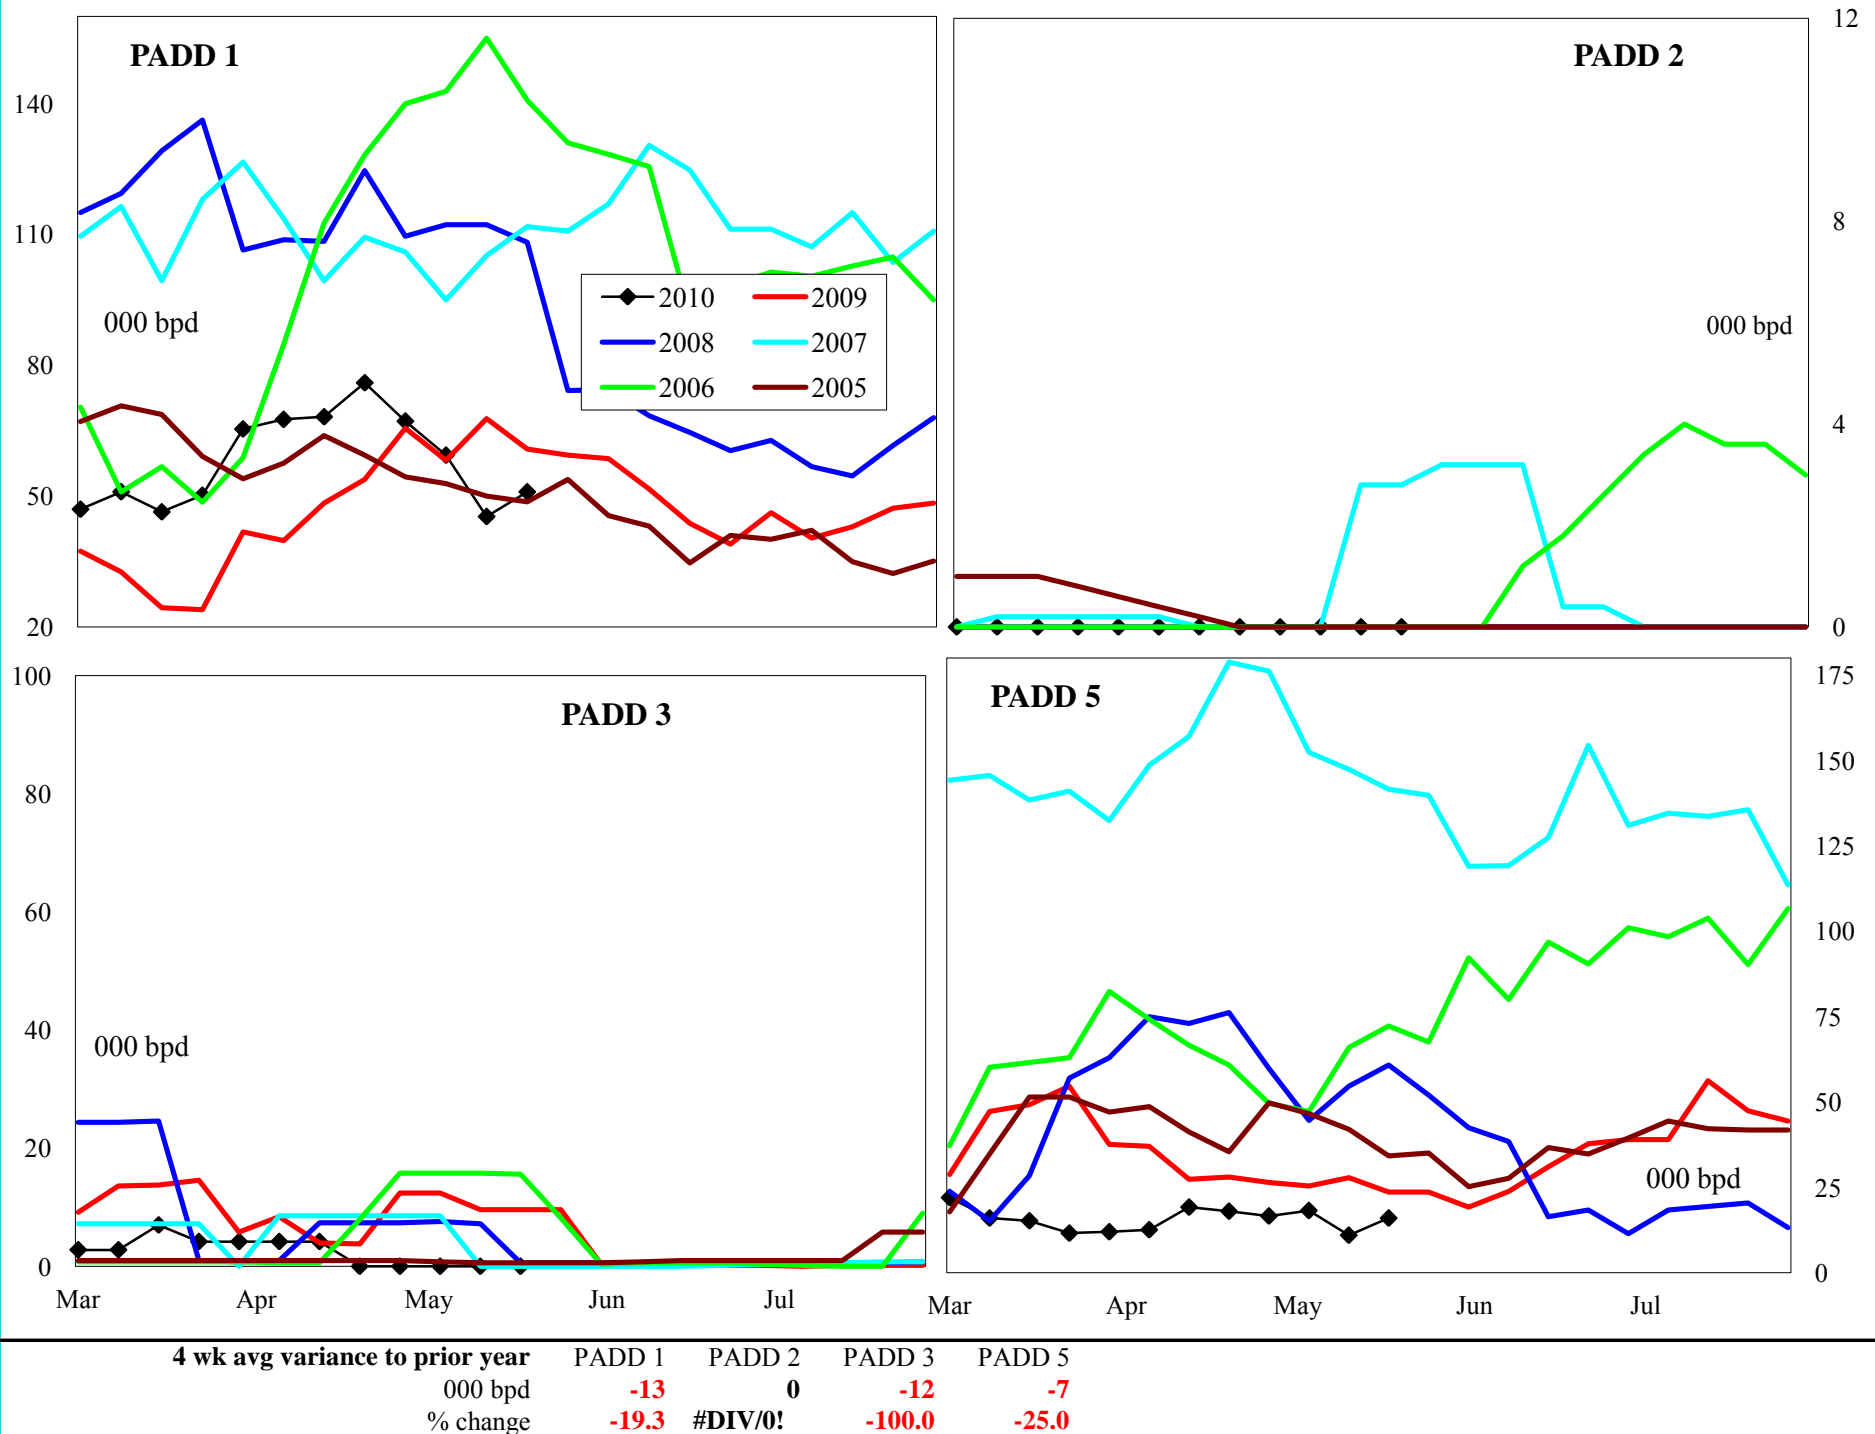 PADD 1
140
110
80
50
20
000 bpd
2010 2009
2008 2007
2006 2005
PADD 2
12
8
4
0
000 bpd
PADD 3
100
80
60
40
20
0
000 bpd
Mar Apr May Jun Jul
PADD 5
175
150
125
100
75
50
25
0
000 bpd
Mar Apr May Jun Jul
4 wk avg variance to prior year PADD 1 PADD 2 PADD 3 PADD 5
000 bpd -13 0 -12 -7
% change -19.3 #DIV/0! -100.0 -25.0